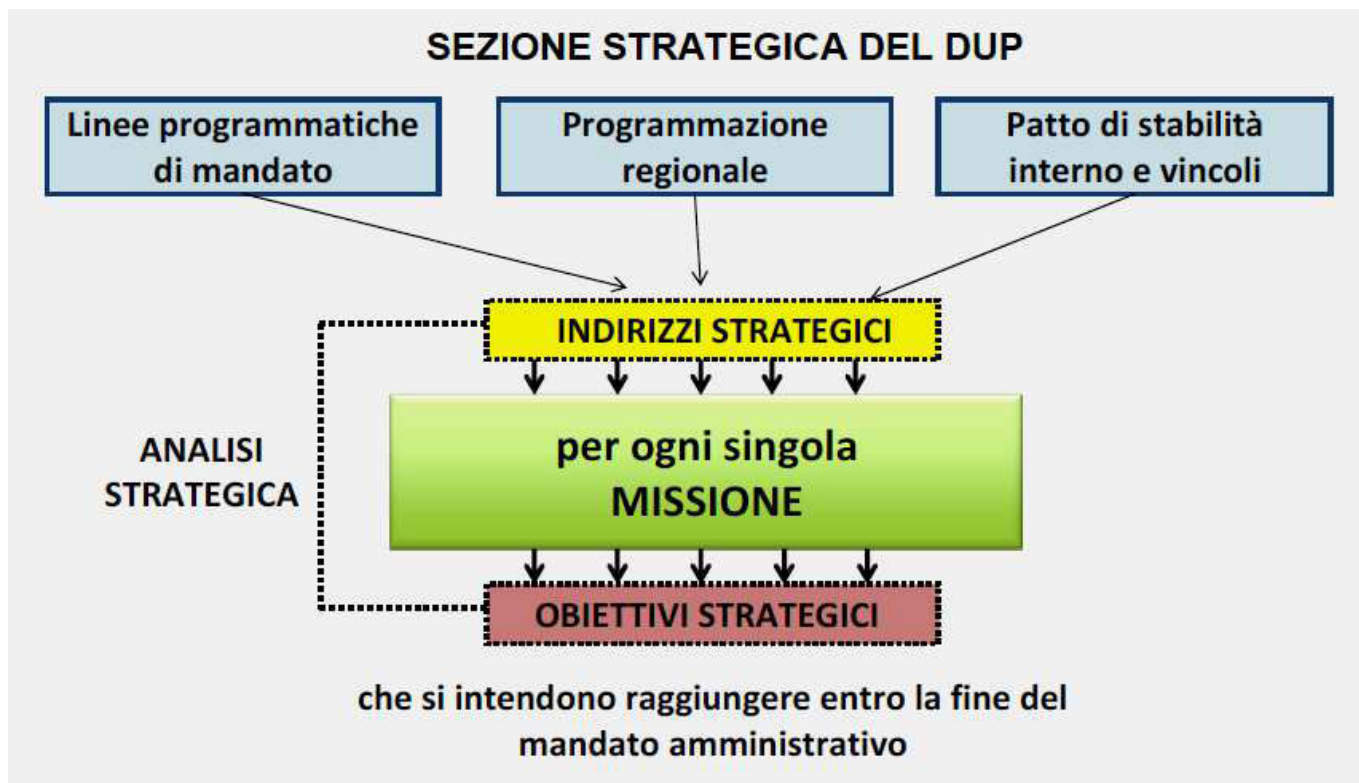 SEZIONE STRATEGICA DEL DUP
Linee programmatiche
di mandato
Programmazione
regionale
Patto di stabilità
interno e vincoli
INDIRIZZI STRATEGICI
per ogni singola
MISSIONE
ANALISI
STRATEGICA
OBIETTIVI STRATEGICI
che si intendono raggiungere entro la fine del
mandato amministrativo